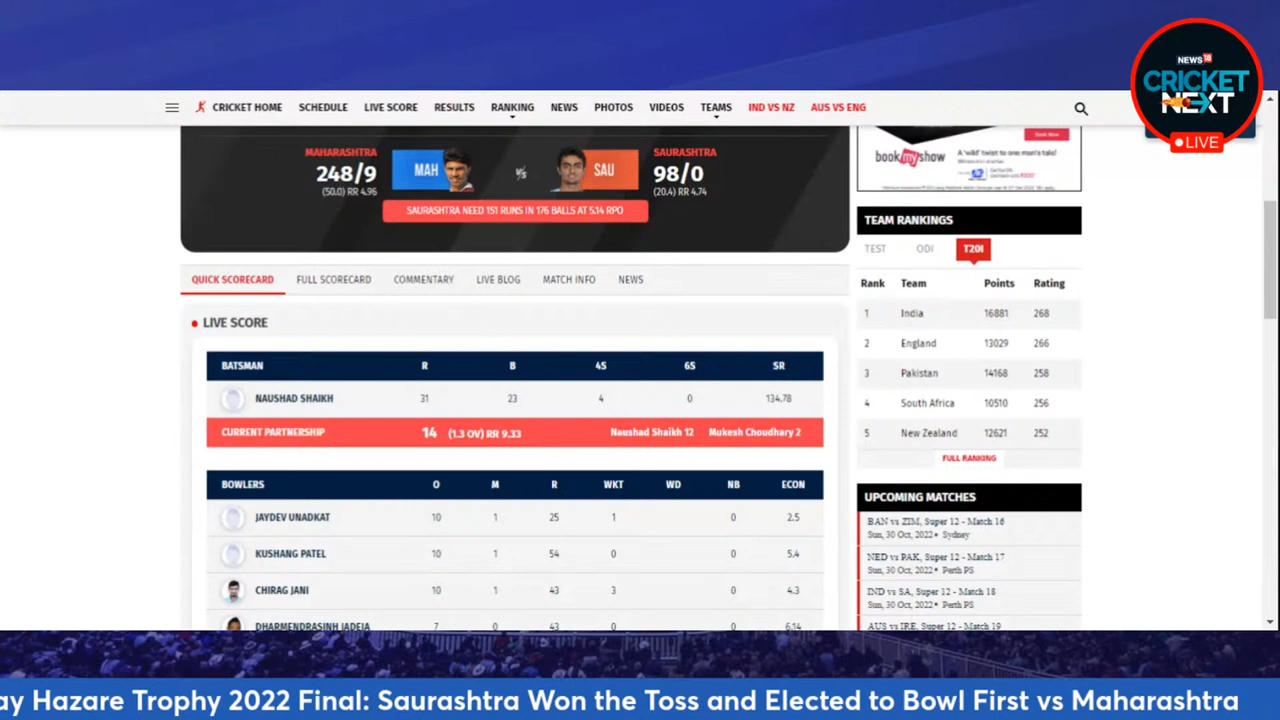 NEWS18
CRICKET
NEXT
LIVE
CRICKET HOME SCHEDULE LIVE SCORE RESULTS RANKING NEWS PHOTOS VIDEOS TEAMS IND VS NZ AUS VS ENG
MAHARASHTRA
248/9
(50.0) RR 4.96
MAH
V/S
SAU
SAURASHTRA
98/0
(20.4) RR 4.74
SAURASHTRA NEED 151 RUNS IN 176 BALLS AT 5.14 RPO
Book Now
bookmyshow
A 'wild' twist to one man's tale!
QUICK SCORECARD FULL SCORECARD COMMENTARY LIVE BLOG MATCH INFO NEWS
LIVE SCORE
BATSMAN R B 4S 6S SR
NAUSHAD SHAIKH 31 23 4 0 134.78
CURRENT PARTNERSHIP 14 (1.3 OV) RR 9.33 Naushad Shaikh 12 Mukesh Choudhary 2
BOWLERS O M R WKT WD NB ECON
JAYDEV UNADKAT 10 1 25 1 0 2.5
KUSHANG PATEL 10 1 54 0 0 5.4
CHIRAG JANI 10 1 43 3 0 4.3
DHARMENDRASINH JADEJA 7 0 43 0 0 6.14
TEAM RANKINGS
TEST ODI T20I
Rank Team Points Rating
1 India 16881 268
2 England 13029 266
3 Pakistan 14168 258
4 South Africa 10510 256
5 New Zealand 12621 252
FULL RANKING
UPCOMING MATCHES
BAN vs ZIM, Super 12 - Match 16
Sun, 30 Oct, 2022• Sydney
NED vs PAK, Super 12 - Match 17
Sun, 30 Oct, 2022• Perth PS
IND vs SA, Super 12 - Match 18
Sun, 30 Oct, 2022• Perth PS
AUS vs IRE, Super 12 - Match 19
ay Hazare Trophy 2022 Final: Saurashtra Won the Toss and Elected to Bowl First vs Maharashtra